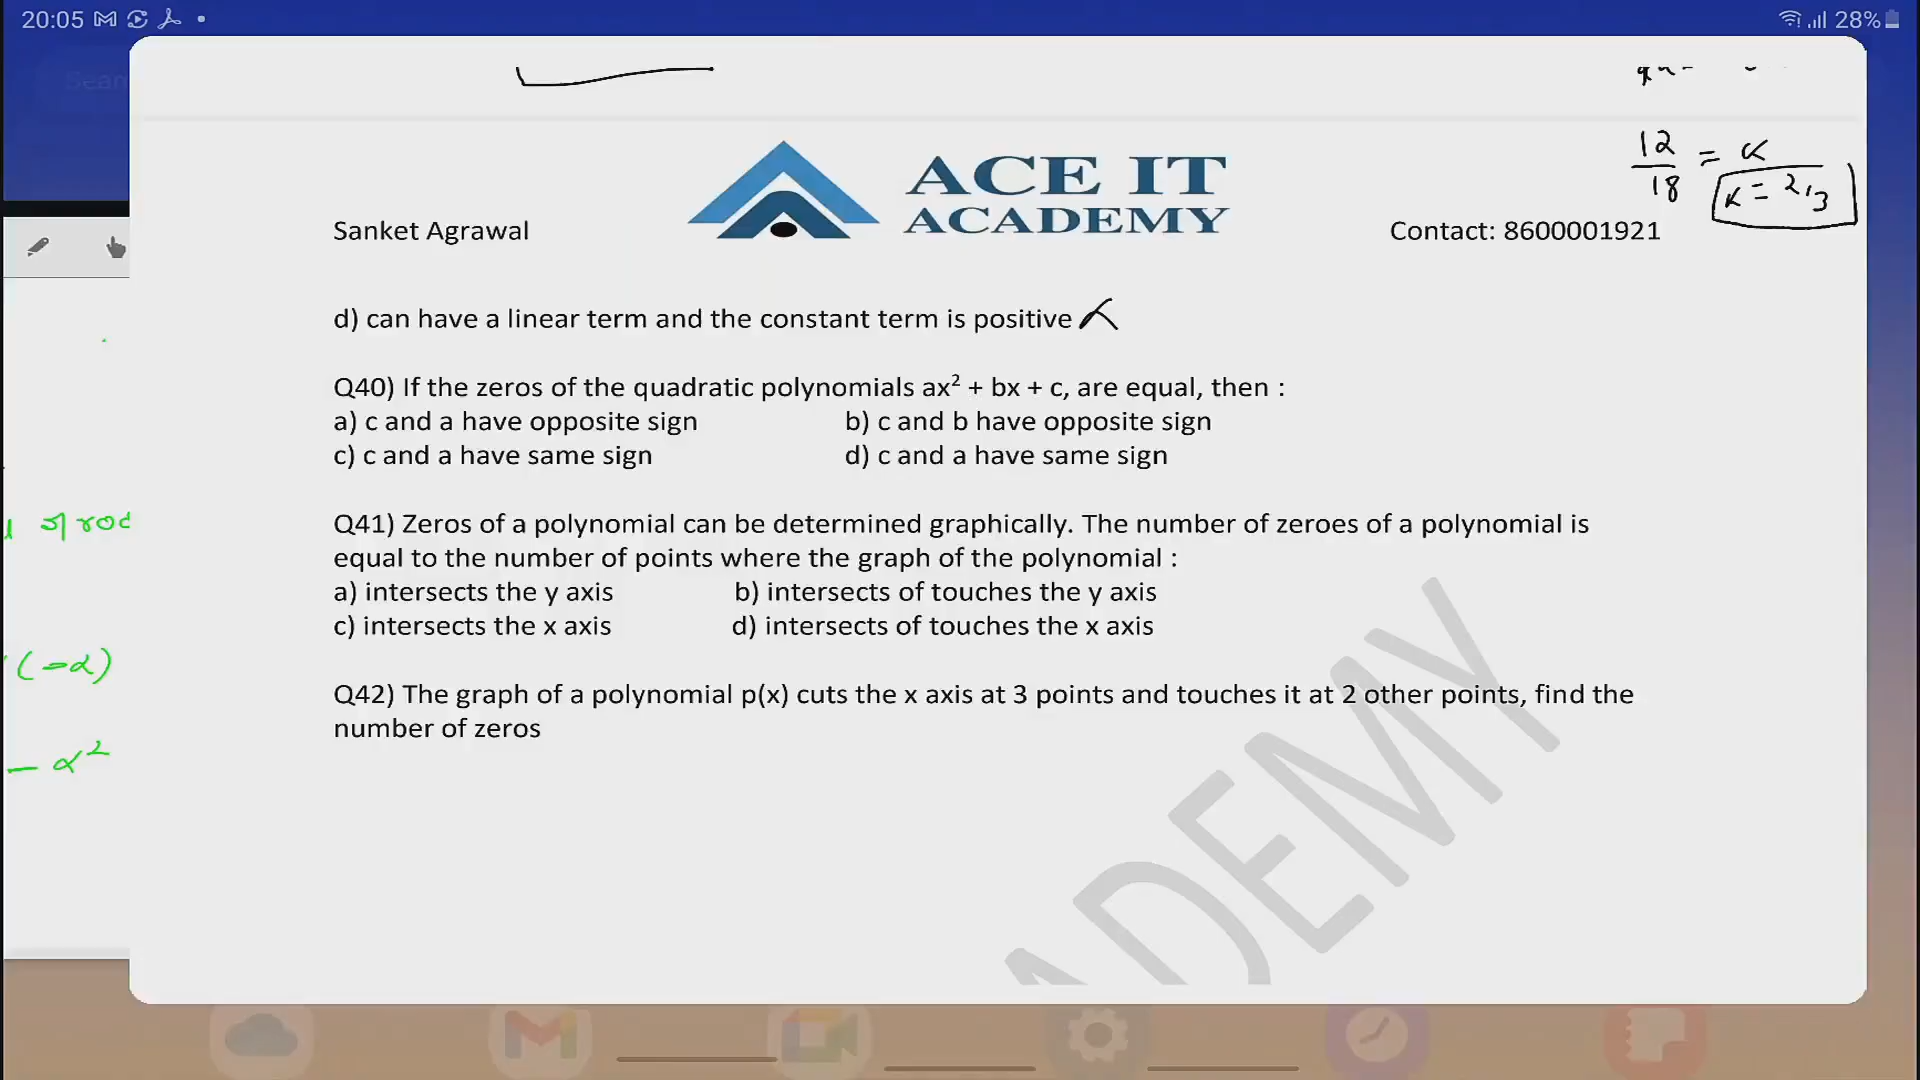 20:05
28%
12/18 = K
K = 2/3
ACE IT
ACADEMY
Sanket Agrawal
Contact: 8600001921
d) can have a linear term and the constant term is positive
Q40) If the zeros of the quadratic polynomials ax² + bx + c, are equal, then :
a) c and a have opposite sign b) c and b have opposite sign
c) c and a have same sign d) c and a have same sign
Q41) Zeros of a polynomial can be determined graphically. The number of zeroes of a polynomial is
equal to the number of points where the graph of the polynomial :
a) intersects the y axis b) intersects of touches the y axis
c) intersects the x axis d) intersects of touches the x axis
Q42) The graph of a polynomial p(x) cuts the x axis at 3 points and touches it at 2 other points, find the
number of zeros
(-α)
- α²
ADEMY